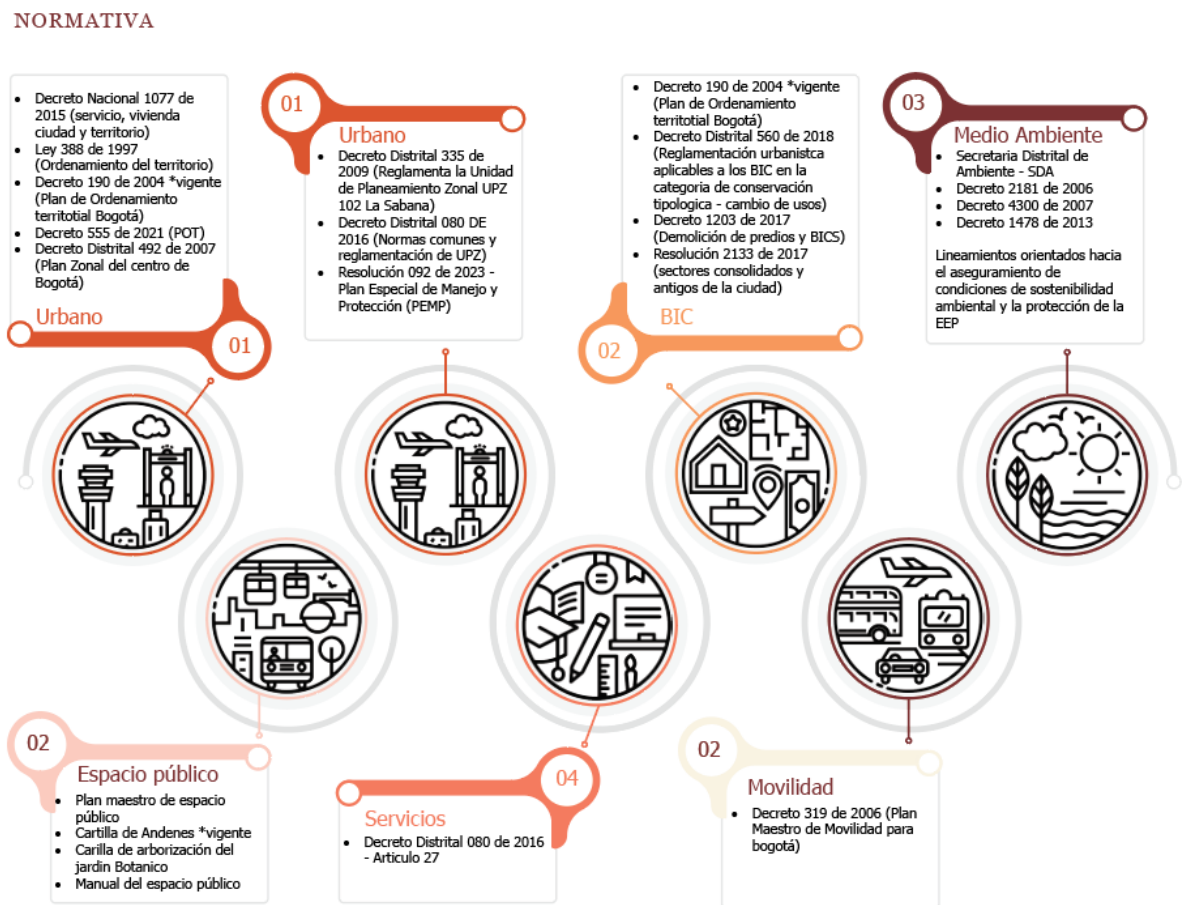 NORMATIVA
• Decreto Nacional 1077 de
2015 (servicio, vivienda
ciudad y territorio)
• Ley 388 de 1997
(Ordenamiento del territorio)
• Decreto 190 de 2004 *vigente
(Plan de Ordenamiento
territotial Bogotá)
• Decreto 555 de 2021 (POT)
• Decreto Distrital 492 de 2007
(Plan Zonal del centro de
Bogotá)
Urbano
01
01
Urbano
• Decreto Distrital 335 de
2009 (Reglamenta la Unidad
de Planeamiento Zonal UPZ
102 La Sabana)
• Decreto Distrital 080 DE
2016 (Normas comunes y
reglamentación de UPZ)
• Resolución 092 de 2023 -
Plan Especial de Manejo y
Protección (PEMP)
• Decreto 190 de 2004 *vigente
(Plan de Ordenamiento
territotial Bogotá)
• Decreto Distrital 560 de 2018
(Reglamentación urbanistca
aplicables a los BIC en la
categoria de conservación
tipologica - cambio de usos)
• Decreto 1203 de 2017
(Demolición de predios y BICS)
• Resolución 2133 de 2017
(sectores consolidados y
antigos de la ciudad)
BIC
02
03
Medio Ambiente
• Secretaria Distrital de
Ambiente - SDA
• Decreto 2181 de 2006
• Decreto 4300 de 2007
• Decreto 1478 de 2013
Lineamientos orientados hacia
el aseguramiento de
condiciones de sostenibilidad
ambiental y la protección de la
EEP
02
Espacio público
• Plan maestro de espacio
público
• Cartilla de Andenes *vigente
• Carilla de arborización del
jardin Botanico
• Manual del espacio público
04
Servicios
• Decreto Distrital 080 de 2016
- Articulo 27
02
Movilidad
• Decreto 319 de 2006 (Plan
Maestro de Movilidad para
bogotá)